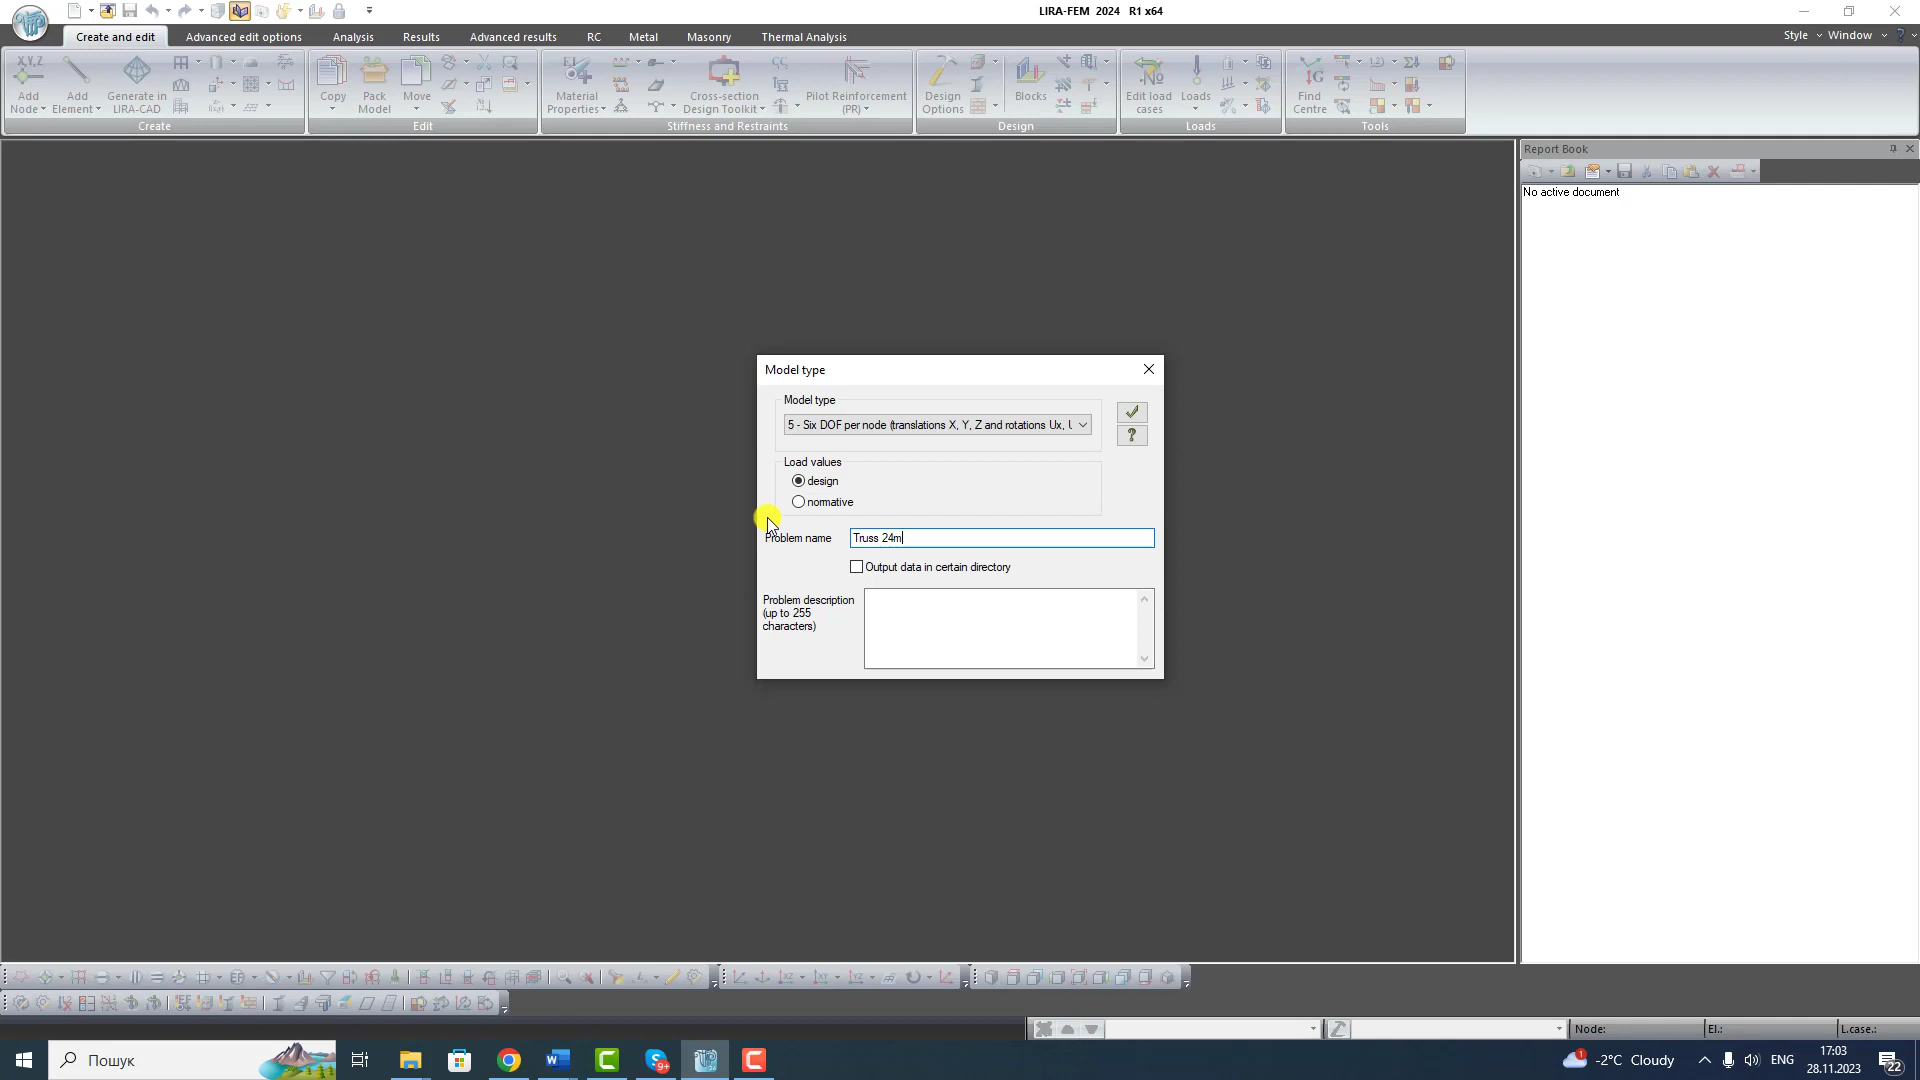 LIRA-FEM 2024 R1 x64
Create and edit
Advanced edit options
Analysis
Results
Advanced results
RC
Metal
Masonry
Thermal Analysis
Style
Window
Add
Node
Add
Element
Generate in
LIRA-CAD
Create
Copy
Pack
Model
Move
Edit
Material
Properties
Cross-section
Design Toolkit
Pilot Reinforcement
(PR)
Stiffness and Restraints
Design
Options
Blocks
Design
Edit load
cases
Loads
Loads
Find
Centre
Tools
Report Book
No active document
Model type
Model type
5 - Six DOF per node (translations X, Y, Z and rotations Ux, U
Load values
design
normative
Problem name
Truss 24m
Output data in certain directory
Problem description
(up to 255
characters)
Node:
El.:
L.case.:
Пошук
-2°C Cloudy
ENG
17:03
28.11.2023
22